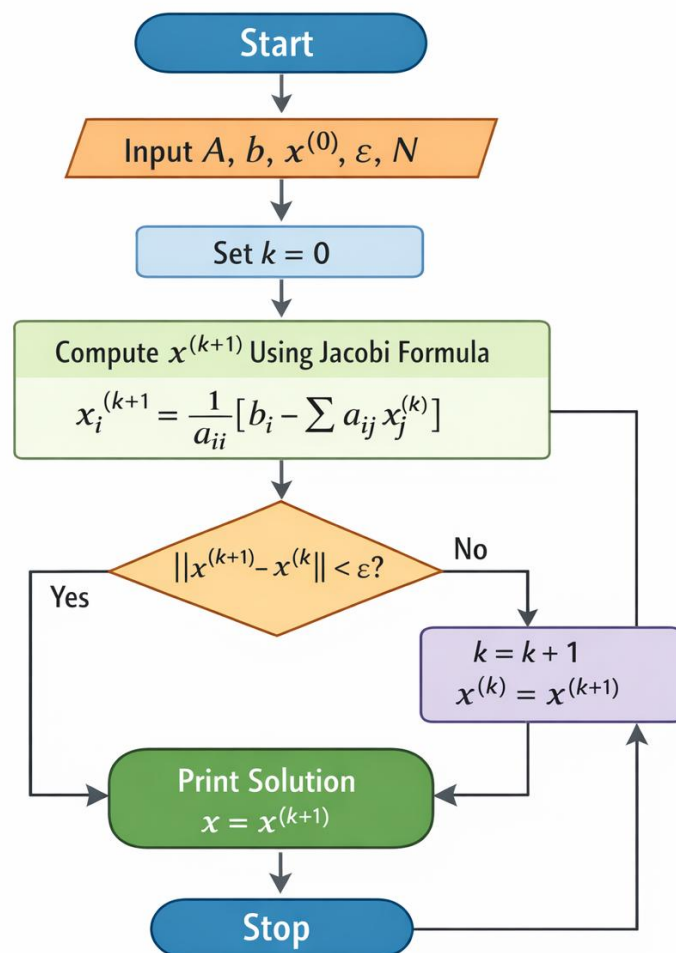 Start
Input A, b, x⁽⁰⁾, ε, N
Set k = 0
Compute x⁽ᵏ⁺¹⁾ Using Jacobi Formula
xᵢ⁽ᵏ⁺¹ = 1/aᵢᵢ [bᵢ − ∑ aᵢⱼ xⱼ⁽ᵏ⁾]
||x⁽ᵏ⁺¹⁾ − x⁽ᵏ|| < ε?
Yes
No
k = k + 1
x⁽ᵏ⁾ = x⁽ᵏ⁺¹⁾
Print Solution
x = x⁽ᵏ⁺¹⁾
Stop